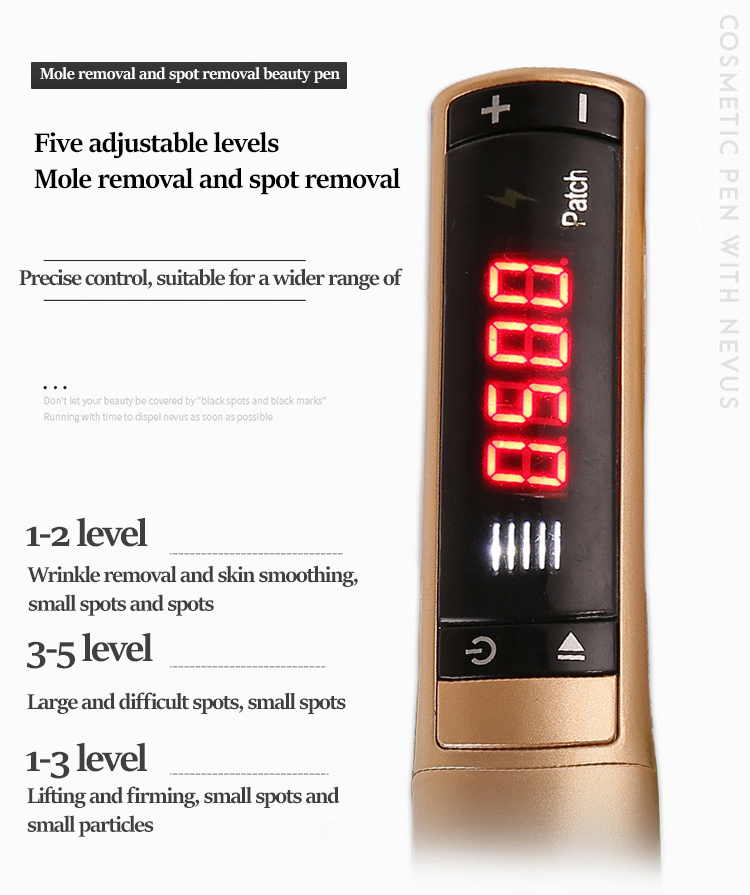 COSMETIC PEN WITH NEVUS
Mole removal and spot removal beauty pen
Five adjustable levels
Mole removal and spot removal
Patch
Precise control, suitable for a wider range of
...
Don't let your beauty be covered by "black spots and black marks"
Running with time to dispel nevus as soon as possible
1-2 level
Wrinkle removal and skin smoothing,
small spots and spots
3-5 level
Large and difficult spots, small spots
1-3 level
Lifting and firming, small spots and
small particles